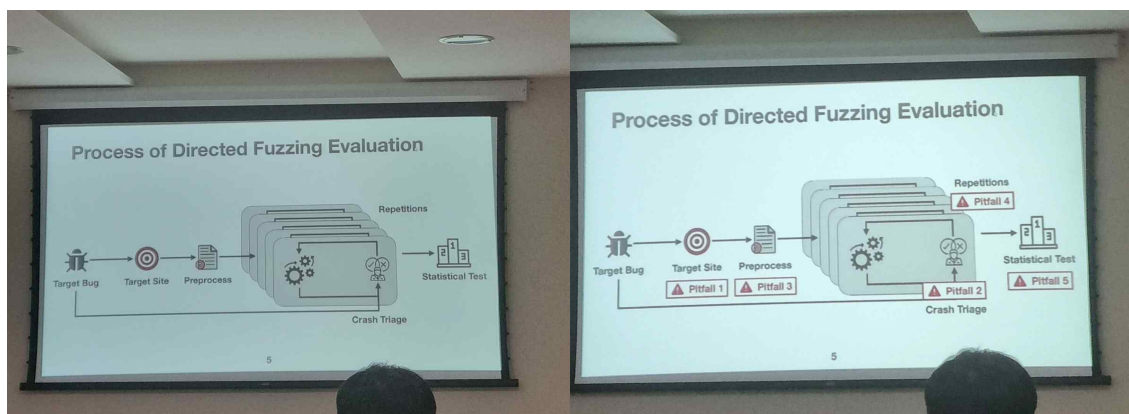 Process of Directed Fuzzing Evaluation
Repetitions
Target Bug
Target Site
Preprocess
Statistical Test
Crash Triage
5
Process of Directed Fuzzing Evaluation
Repetitions
Pitfall 4
Target Bug
Target Site
Preprocess
Statistical Test
Pitfall 1
Pitfall 3
Pitfall 2
Pitfall 5
Crash Triage
5